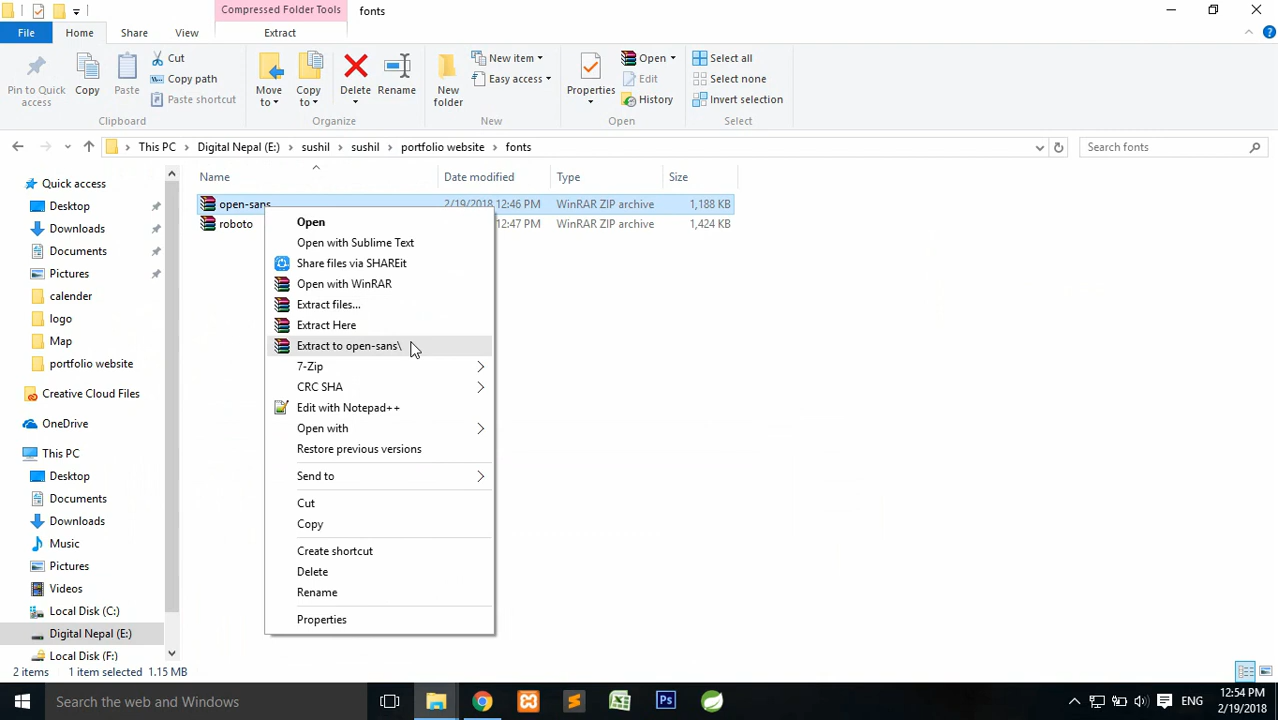 Compressed Folder Tools fonts
File Home Share View Extract
Pin to Quick access
Copy
Paste
Cut
Copy path
Paste shortcut
Clipboard
Move to
Copy to
Delete
Rename
Organize
New folder
New item
Easy access
New
Properties
Open
Edit
History
Open
Select all
Select none
Invert selection
Select
This PC Digital Nepal (E:) sushil sushil portfolio website fonts
Search fonts
Name Date modified Type Size
open-sans 2/19/2018 12:46 PM WinRAR ZIP archive 1,188 KB
roboto 12:47 PM WinRAR ZIP archive 1,424 KB
Quick access
Desktop
Downloads
Documents
Pictures
calender
logo
Map
portfolio website
Creative Cloud Files
OneDrive
This PC
Desktop
Documents
Downloads
Music
Pictures
Videos
Local Disk (C:)
Digital Nepal (E:)
Local Disk (F:)
Open
Open with Sublime Text
Share files via SHAREit
Open with WinRAR
Extract files...
Extract Here
Extract to open-sans\
7-Zip
CRC SHA
Edit with Notepad++
Open with
Restore previous versions
Send to
Cut
Copy
Create shortcut
Delete
Rename
Properties
2 items 1 item selected 1.15 MB
Search the web and Windows
Ps
ENG
12:54 PM
2/19/2018